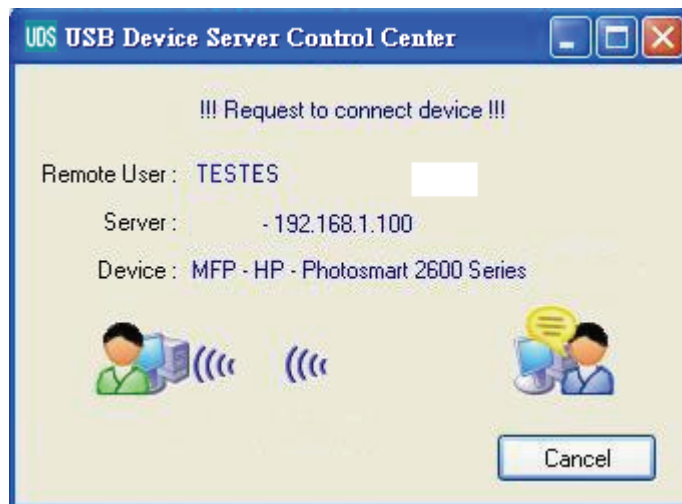 UDS USB Device Server Control Center
!!! Request to connect device !!!
Remote User : TESTES
Server : - 192.168.1.100
Device : MFP - HP - Photosmart 2600 Series
Cancel